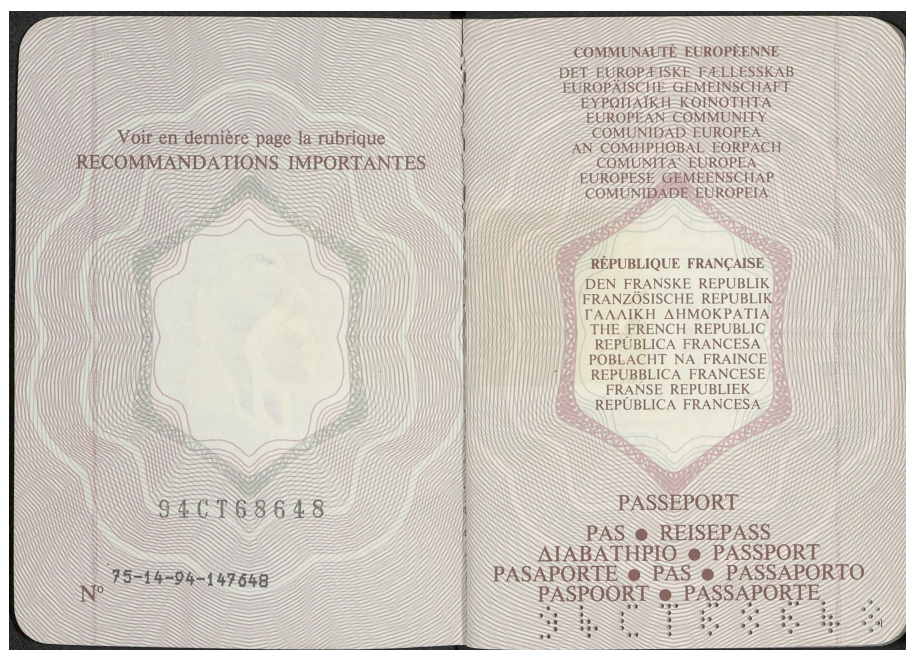 Voir en dernière page la rubrique
RECOMMANDATIONS IMPORTANTES
94CT68648
Nº 75-14-94-147648
COMMUNAUTÉ EUROPÉENNE
DET EUROPÆISKE FÆLLESSKAB
EUROPÄISCHE GEMEINSCHAFT
ΕΥΡΩΠΑΪΚΗ ΚΟΙΝΟΤΗΤΑ
EUROPEAN COMMUNITY
COMUNIDAD EUROPEA
AN COMHPHOBAL EORPACH
COMUNITA' EUROPEA
EUROPESE GEMEENSCHAP
COMUNIDADE EUROPEIA
RÉPUBLIQUE FRANÇAISE
DEN FRANSKE REPUBLIK
FRANZÖSISCHE REPUBLIK
ΓΑΛΛΙΚΗ ΔΗΜΟΚΡΑΤΙΑ
THE FRENCH REPUBLIC
REPÚBLICA FRANCESA
POBLACHT NA FRAINCE
REPUBBLICA FRANCESE
FRANSE REPUBLIEK
REPÚBLICA FRANCESA
PASSEPORT
PAS ● REISEPASS
ΔΙΑΒΑΤΗΡΙΟ ● PASSPORT
PASAPORTE ● PAS ● PASSAPORTO
PASPOORT ● PASSAPORTE
94CT68648